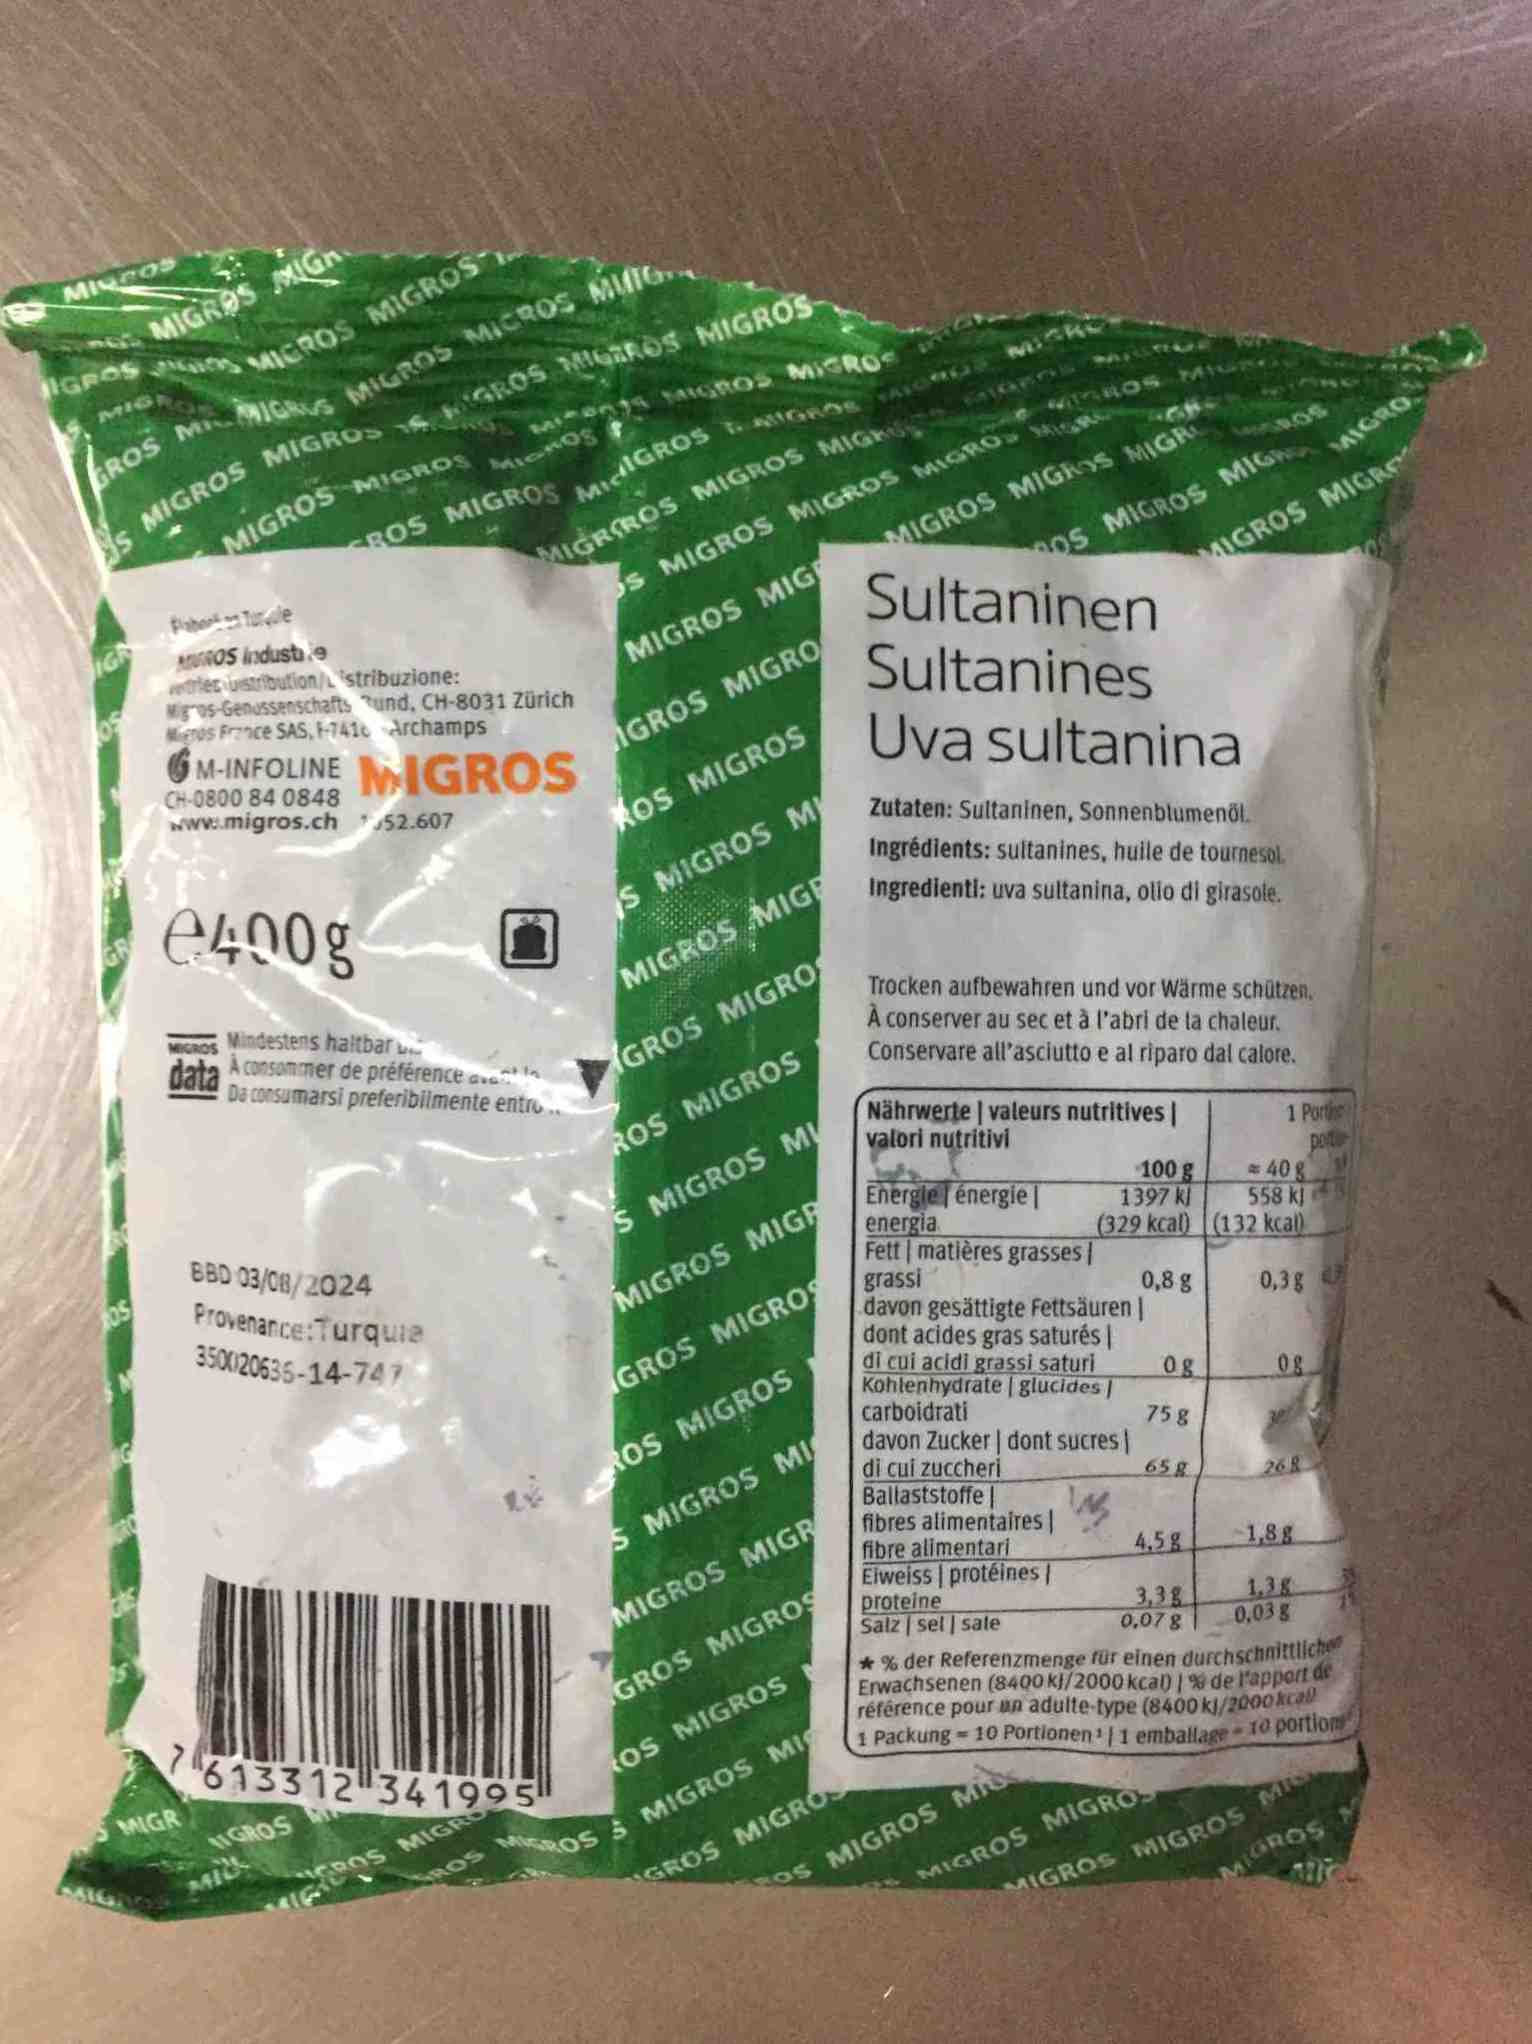 MIGROS Industrie
Migros-Genossenschafts-Bund, CH-8031 Zürich
Migros France SAS, Archamps
M-INFOLINE MIGROS
CH-0800 84 0848
www.migros.ch
e400g
MIGROS data
Mindestens haltbar
À consommer de préférence avant le
Da consumarsi preferibilmente entro
BBD 03/08/2024
Provenance:Turquie
350020635-14-747
7 613312 341995
Sultaninen
Sultanines
Uva sultanina
Zutaten: Sultaninen, Sonnenblumenöl.
Ingrédients: sultanines, huile de tournesol.
Ingredienti: uva sultanina, olio di girasole.
Trocken aufbewahren und vor Wärme schützen.
À conserver au sec et à l'abri de la chaleur.
Conservare all'asciutto e al riparo dal calore.
Nährwerte | valeurs nutritives | 1 Portion
valori nutritivi
100 g ≈ 40 g
Energie | énergie | 1397 kJ 558 kJ
energia (329 kcal) (132 kcal)
Fett | matières grasses |
grassi 0,8 g 0,3 g
davon gesättigte Fettsäuren |
dont acides gras saturés |
di cui acidi grassi saturi 0 g 0 g
Kohlenhydrate | glucides |
carboidrati 75 g
davon Zucker | dont sucres |
di cui zuccheri 65 g 26 g
Ballaststoffe |
fibres alimentaires |
fibre alimentari 4,5 g 1,8 g
Eiweiss | protéines |
proteine 3,3 g 1,3 g
Salz | sel | sale 0,07 g 0,03 g
* % der Referenzmenge für einen durchschnittlichen
Erwachsenen (8400 kJ/2000 kcal) | % de l'apport de
référence pour un adulte-type (8400 kJ/2000 kcal)
1 Packung = 10 Portionen | 1 emballage = 10 portions